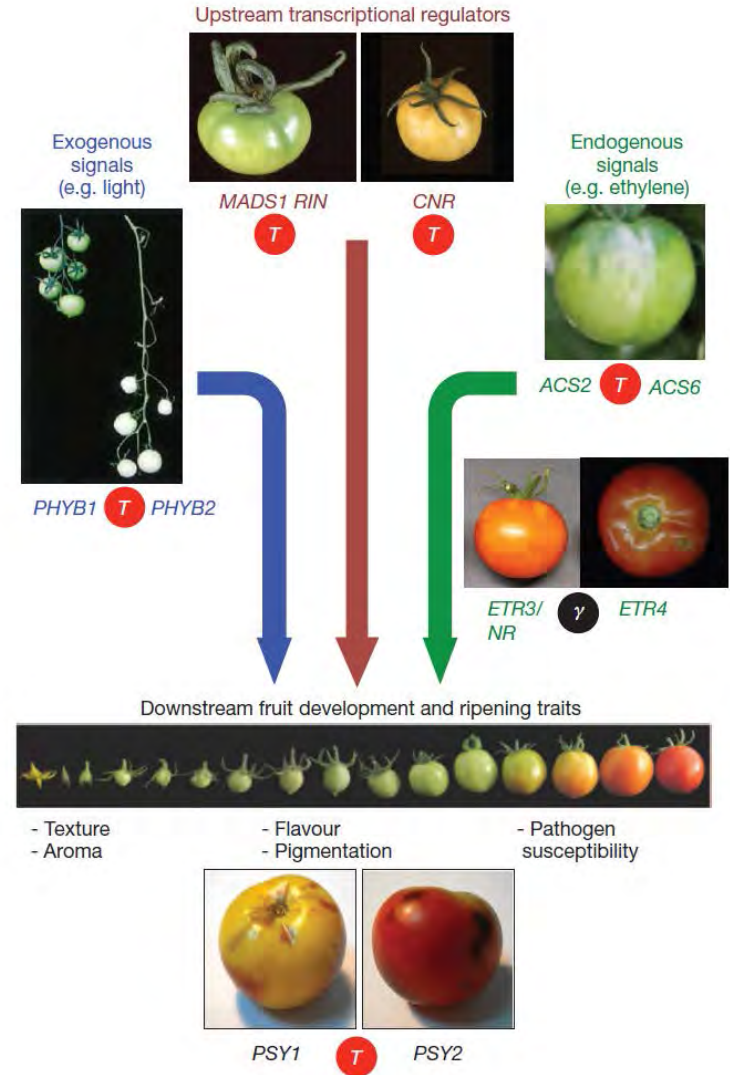 Upstream transcriptional regulators
Exogenous
signals
(e.g. light)
Endogenous
signals
(e.g. ethylene)
MADS1 RIN
CNR
T
T
ACS2 T ACS6
PHYB1 T PHYB2
ETR3/
NR
γ
ETR4
Downstream fruit development and ripening traits
- Texture
- Aroma
- Flavour
- Pigmentation
- Pathogen
susceptibility
PSY1 T PSY2